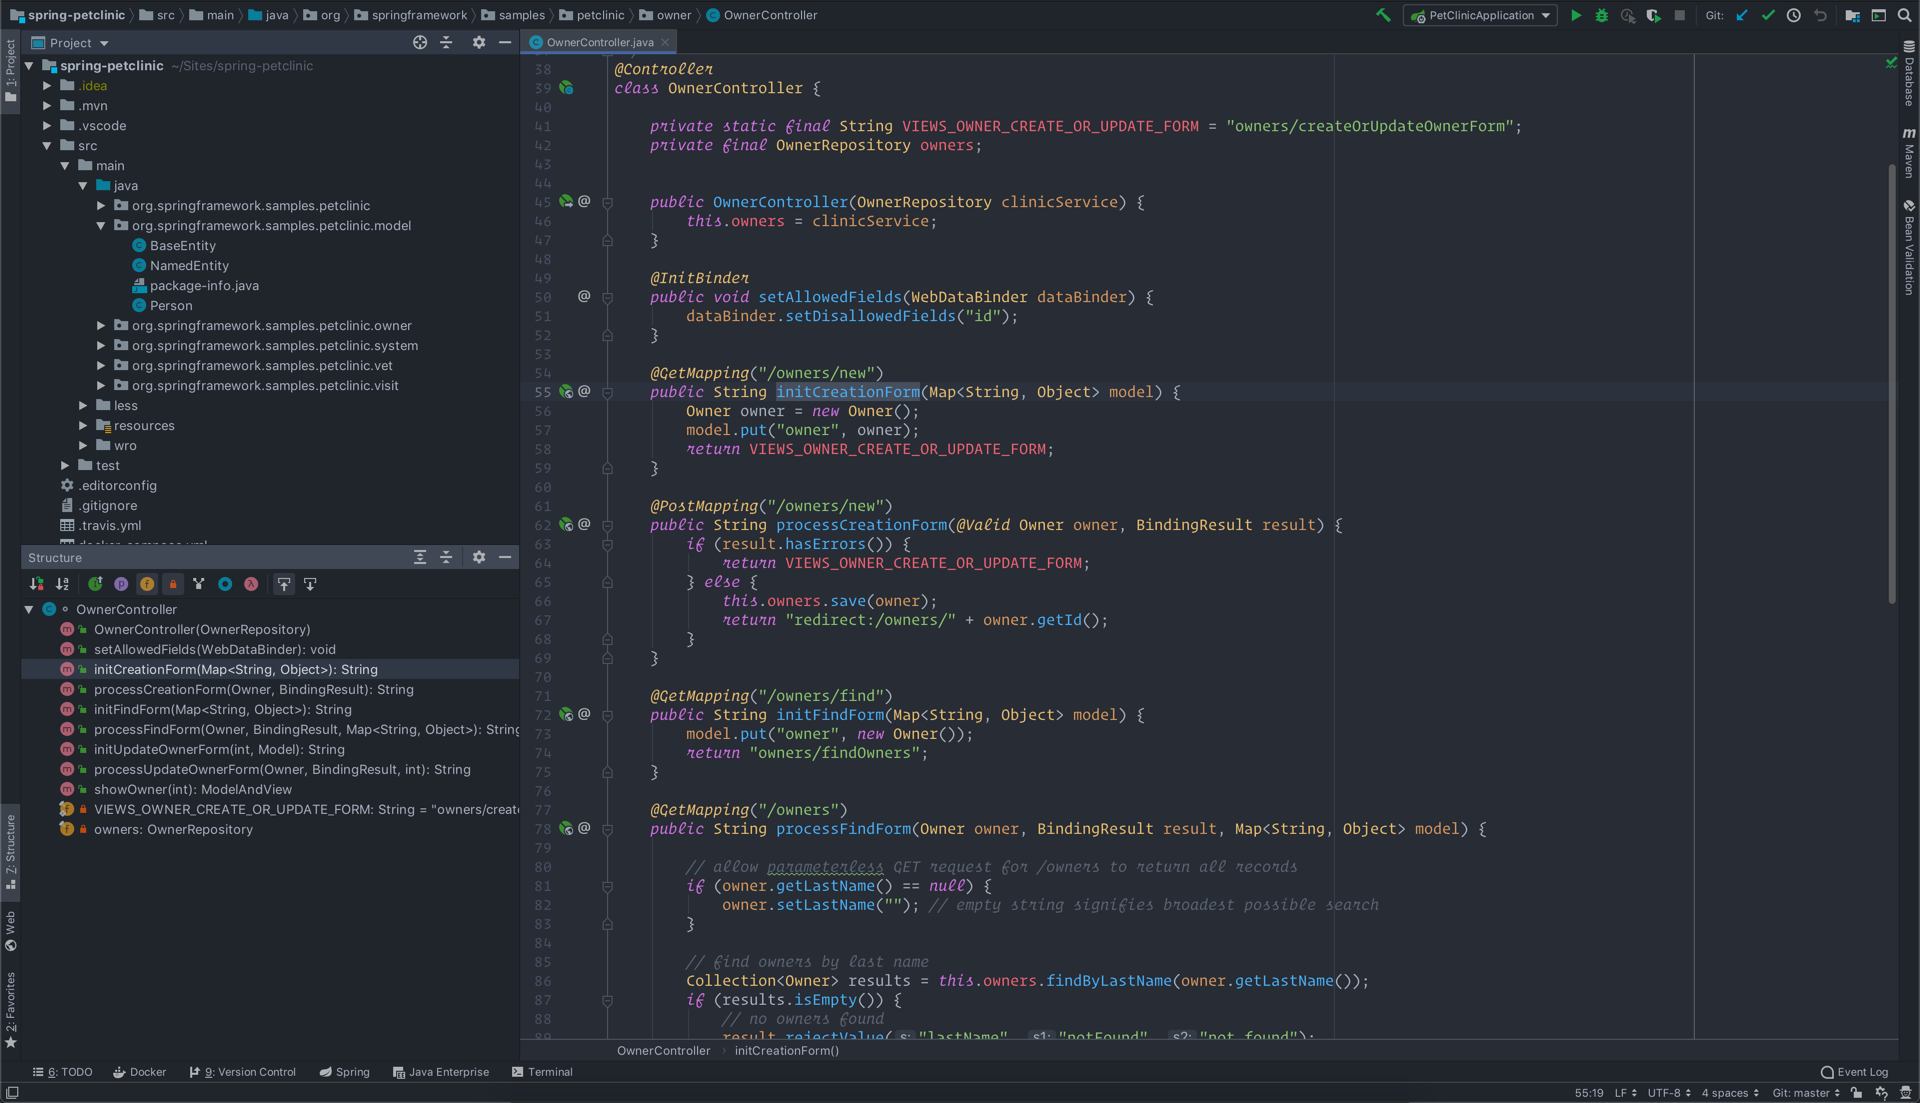 spring-petclinic src main java org springframework samples petclinic owner OwnerController
PetClinicApplication
Git:
1: Project
Project
spring-petclinic ~/Sites/spring-petclinic
.idea
.mvn
.vscode
src
main
java
org.springframework.samples.petclinic
org.springframework.samples.petclinic.model
BaseEntity
NamedEntity
package-info.java
Person
org.springframework.samples.petclinic.owner
org.springframework.samples.petclinic.system
org.springframework.samples.petclinic.vet
org.springframework.samples.petclinic.visit
less
resources
wro
test
.editorconfig
.gitignore
.travis.yml
Structure
OwnerController
OwnerController(OwnerRepository)
setAllowedFields(WebDataBinder): void
initCreationForm(Map<String, Object>): String
processCreationForm(Owner, BindingResult): String
initFindForm(Map<String, Object>): String
processFindForm(Owner, BindingResult, Map<String, Object>): String
initUpdateOwnerForm(int, Model): String
processUpdateOwnerForm(Owner, BindingResult, int): String
showOwner(int): ModelAndView
VIEWS_OWNER_CREATE_OR_UPDATE_FORM: String = "owners/create
owners: OwnerRepository
Z: Structure
Web
2: Favorites
OwnerController.java
38 @Controller
39 class OwnerController {
40
41 private static final String VIEWS_OWNER_CREATE_OR_UPDATE_FORM = "owners/createOrUpdateOwnerForm";
42 private final OwnerRepository owners;
43
44
45 @ public OwnerController(OwnerRepository clinicService) {
46 this.owners = clinicService;
47 }
48
49 @InitBinder
50 @ public void setAllowedFields(WebDataBinder dataBinder) {
51 dataBinder.setDisallowedFields("id");
52 }
53
54 @GetMapping("/owners/new")
55 @ public String initCreationForm(Map<String, Object> model) {
56 Owner owner = new Owner();
57 model.put("owner", owner);
58 return VIEWS_OWNER_CREATE_OR_UPDATE_FORM;
59 }
60
61 @PostMapping("/owners/new")
62 @ public String processCreationForm(@Valid Owner owner, BindingResult result) {
63 if (result.hasErrors()) {
64 return VIEWS_OWNER_CREATE_OR_UPDATE_FORM;
65 } else {
66 this.owners.save(owner);
67 return "redirect:/owners/" + owner.getId();
68 }
69 }
70
71 @GetMapping("/owners/find")
72 @ public String initFindForm(Map<String, Object> model) {
73 model.put("owner", new Owner());
74 return "owners/findOwners";
75 }
76
77 @GetMapping("/owners")
78 @ public String processFindForm(Owner owner, BindingResult result, Map<String, Object> model) {
79
80 // allow parameterless GET request for /owners to return all records
81 if (owner.getLastName() == null) {
82 owner.setLastName(""); // empty string signifies broadest possible search
83 }
84
85 // find owners by last name
86 Collection<Owner> results = this.owners.findByLastName(owner.getLastName());
87 if (results.isEmpty()) {
88 // no owners found
89 result.rejectValue( s: "lastName", s1: "notFound", s2: "not found");
OwnerController initCreationForm()
Database
Maven
Bean Validation
6: TODO Docker 9: Version Control Spring Java Enterprise Terminal Event Log
55:19 LF UTF-8 4 spaces Git: master